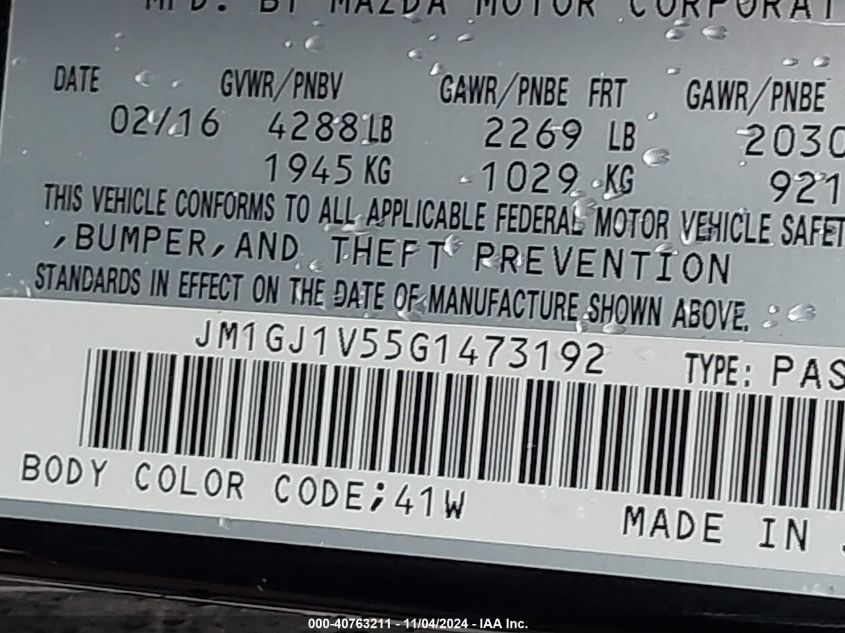 MFD. BY MAZDA MOTOR CORPORAT
DATE GVWR/PNBV GAWR/PNBE FRT GAWR/PNBE
02/16 4288LB 2269 LB 2030
1945 KG 1029 KG 921
THIS VEHICLE CONFORMS TO ALL APPLICABLE FEDERAL MOTOR VEHICLE SAFET
,BUMPER,AND THEFT PREVENTION
STANDARDS IN EFFECT ON THE DATE OF MANUFACTURE SHOWN ABOVE.
JM1GJ1V55G1473192 TYPE: PAS
BODY COLOR CODE;41W MADE IN
000-40763211 - 11/04/2024 - IAA Inc.